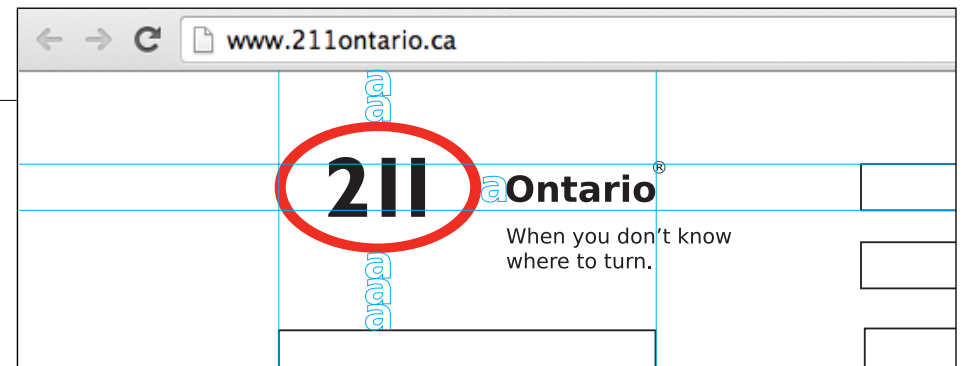 www.211ontario.ca
a
a
211
a Ontario®
When you don't know
where to turn.
a
a
a